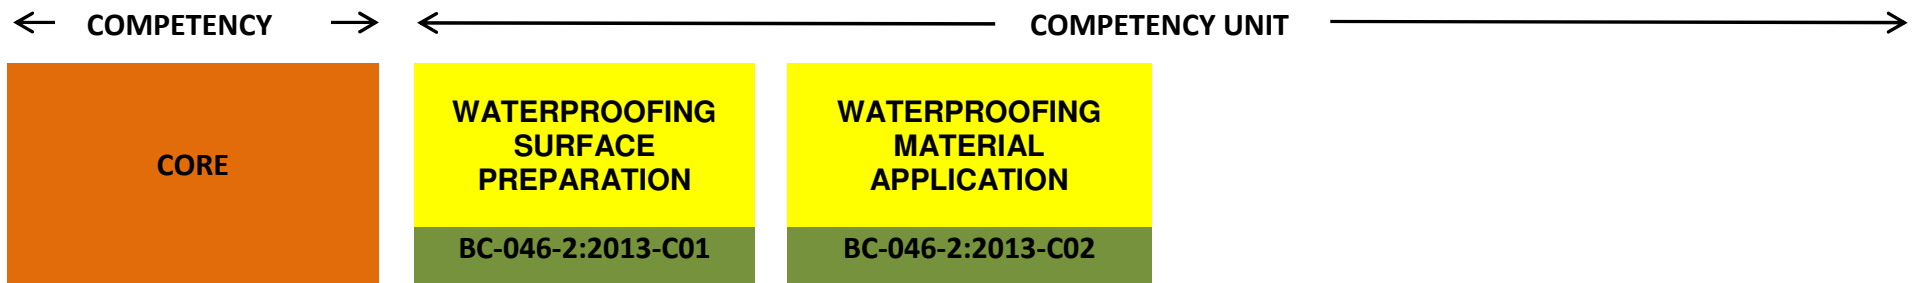 COMPETENCY
COMPETENCY UNIT
CORE
WATERPROOFING
SURFACE
PREPARATION
BC-046-2:2013-C01
WATERPROOFING
MATERIAL
APPLICATION
BC-046-2:2013-C02